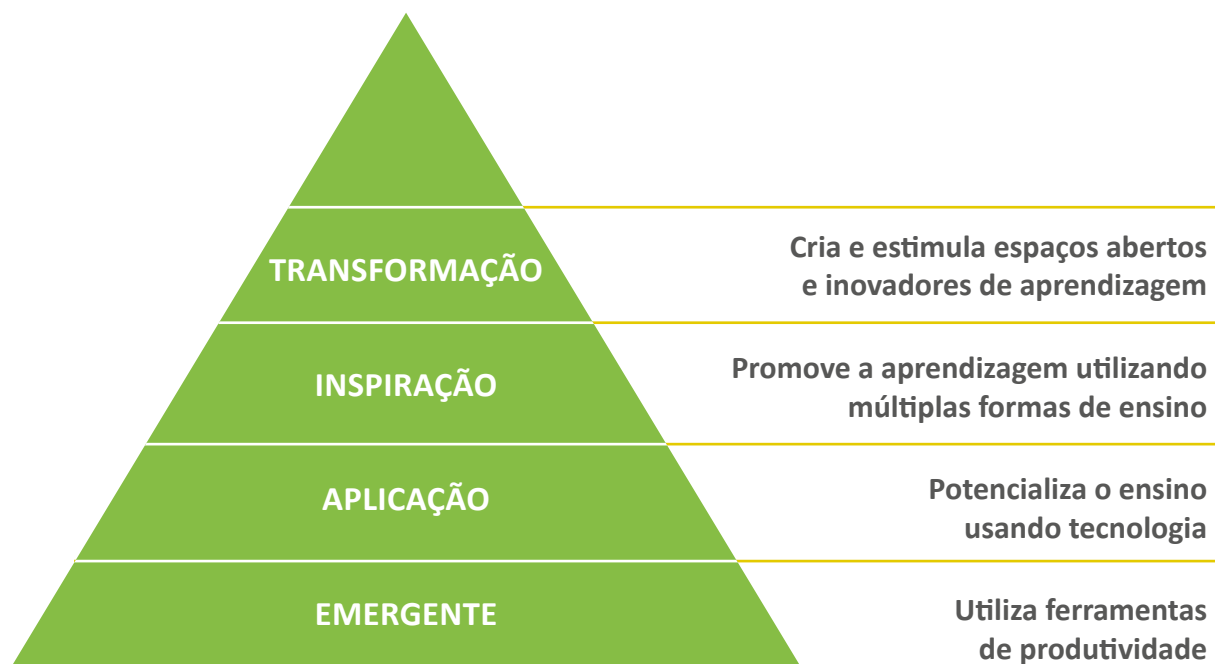 TRANSFORMAÇÃO
Cria e estimula espaços abertos
e inovadores de aprendizagem
INSPIRAÇÃO
Promove a aprendizagem utilizando
múltiplas formas de ensino
APLICAÇÃO
Potencializa o ensino
usando tecnologia
EMERGENTE
Utiliza ferramentas
de produtividade